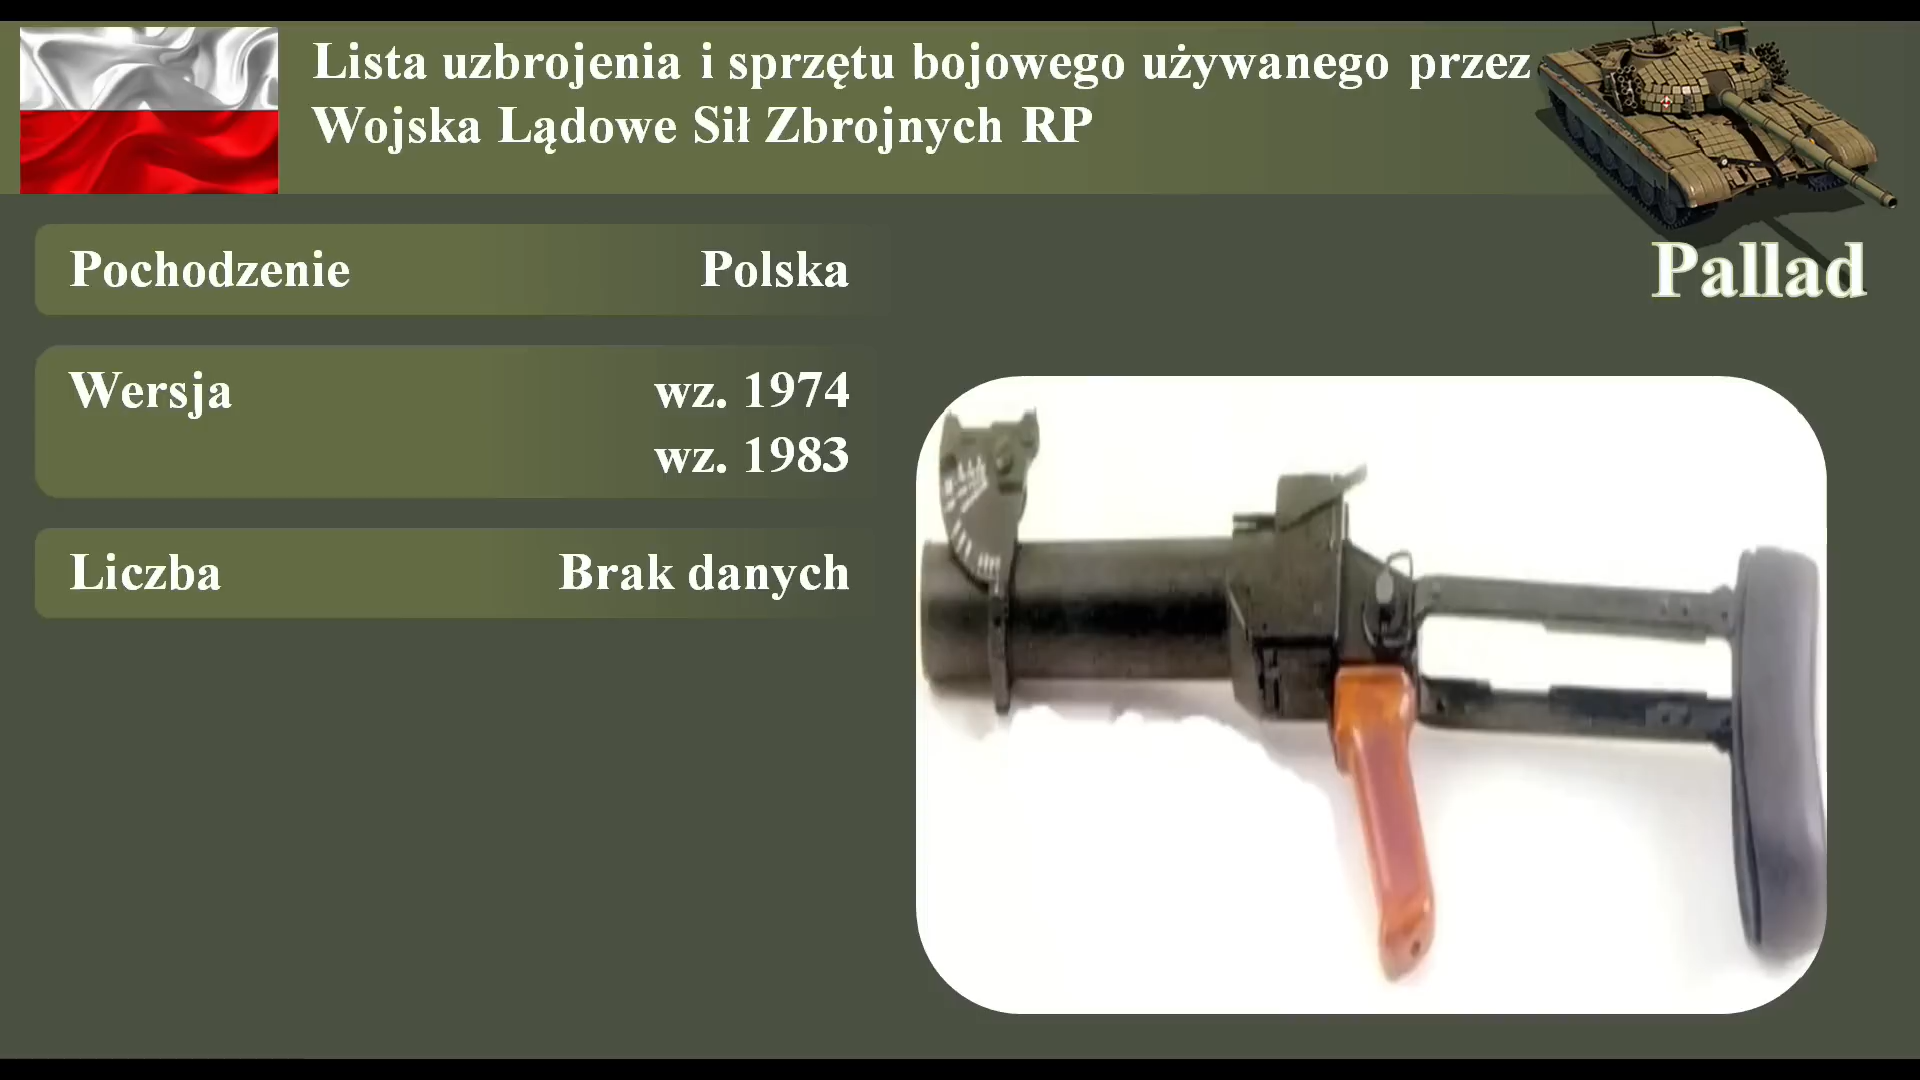 Lista uzbrojenia i sprzętu bojowego używanego przez
Wojska Lądowe Sił Zbrojnych RP
Pallad
Pochodzenie Polska
Wersja wz. 1974
wz. 1983
Liczba Brak danych